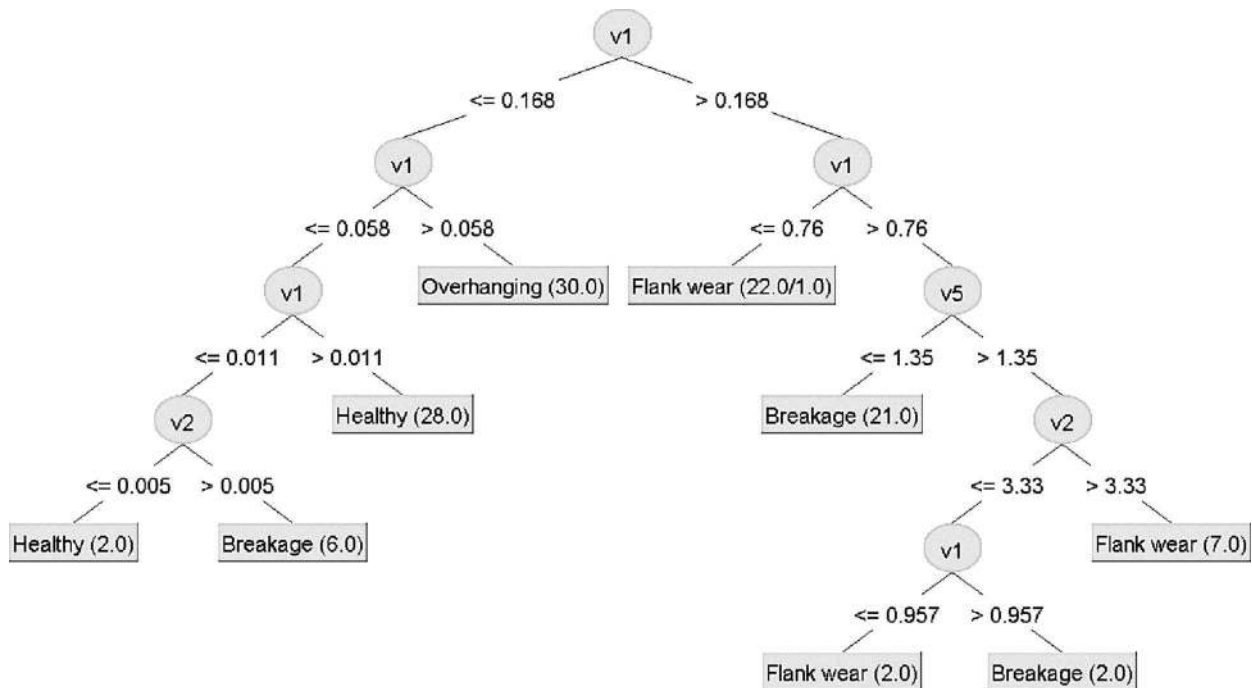 v1
<= 0.168 > 0.168
v1 v1
<= 0.058 > 0.058 <= 0.76 > 0.76
v1 Overhanging (30.0) Flank wear (22.0/1.0) v5
<= 0.011 > 0.011 <= 1.35 > 1.35
v2 Healthy (28.0) Breakage (21.0) v2
<= 0.005 > 0.005 <= 3.33 > 3.33
Healthy (2.0) Breakage (6.0) v1 Flank wear (7.0)
<= 0.957 > 0.957
Flank wear (2.0) Breakage (2.0)